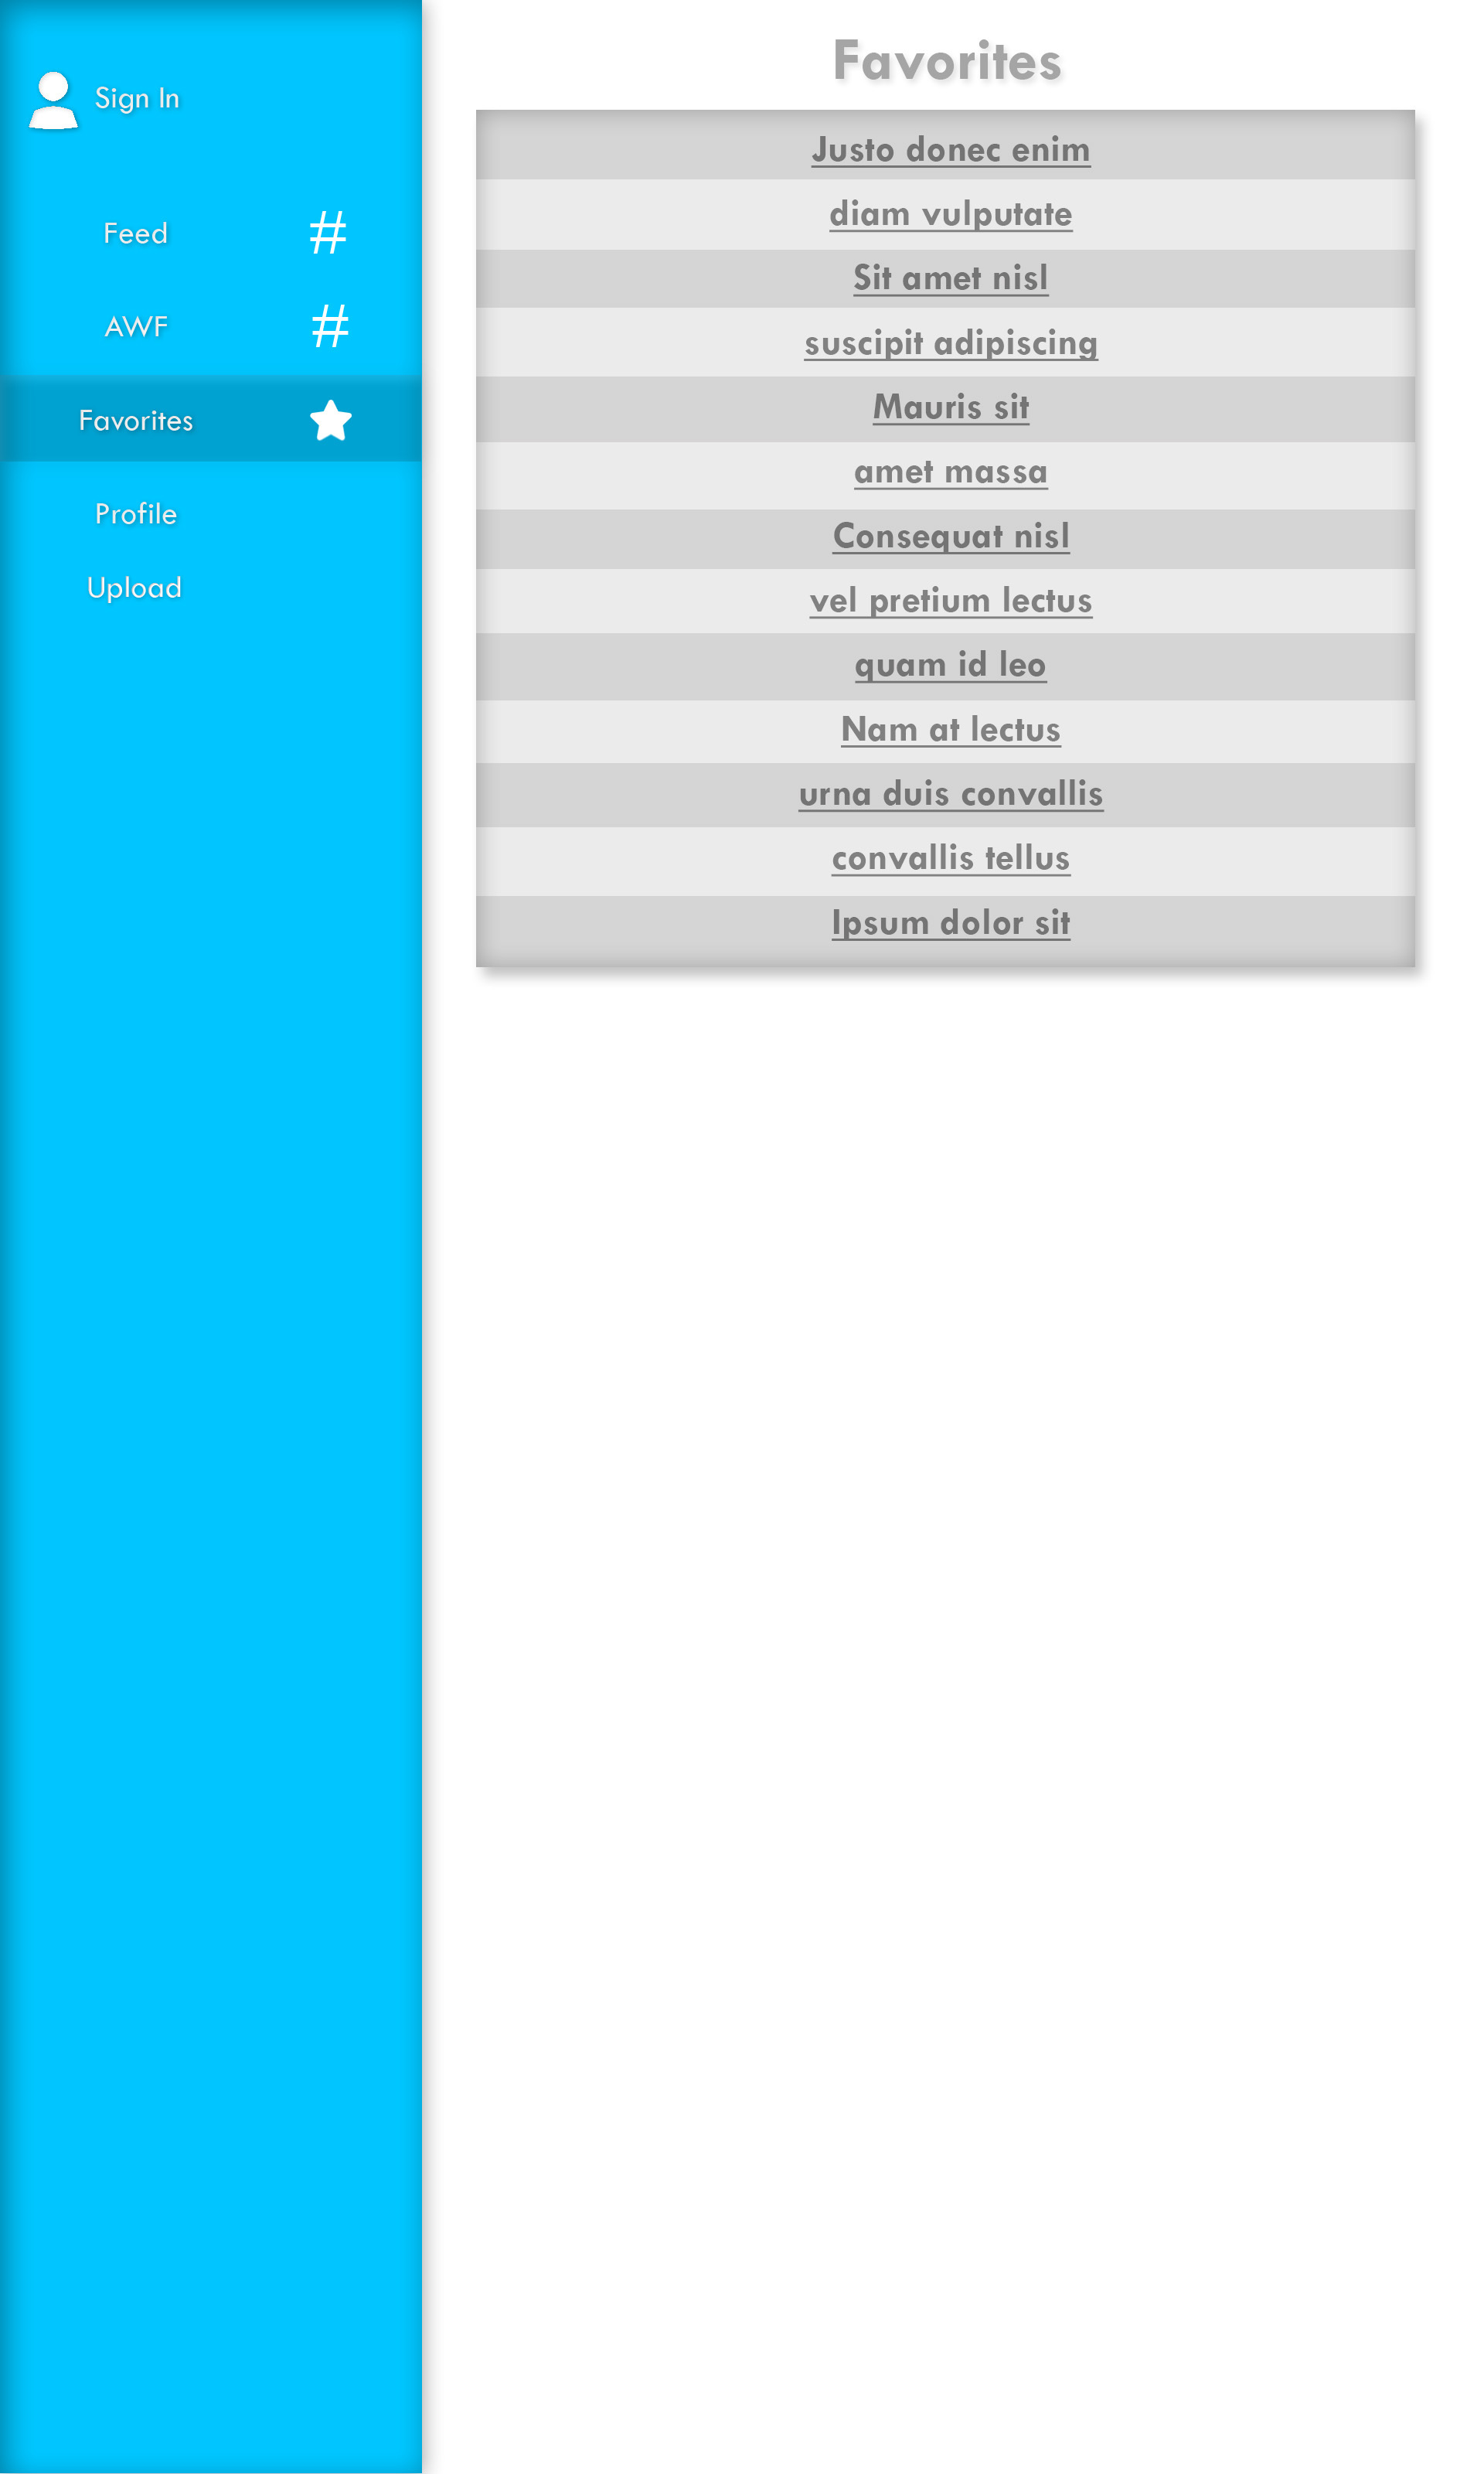 Sign In
Feed #
AWF #
Favorites
Profile
Upload
Favorites
Justo donec enim
diam vulputate
Sit amet nisl
suscipit adipiscing
Mauris sit
amet massa
Consequat nisl
vel pretium lectus
quam id leo
Nam at lectus
urna duis convallis
convallis tellus
Ipsum dolor sit